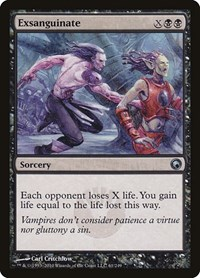 Exsanguinate X
Sorcery
Each opponent loses X life. You gain
life equal to the life lost this way.
Vampires don't consider patience a virtue
nor gluttony a sin.
Carl Critchlow